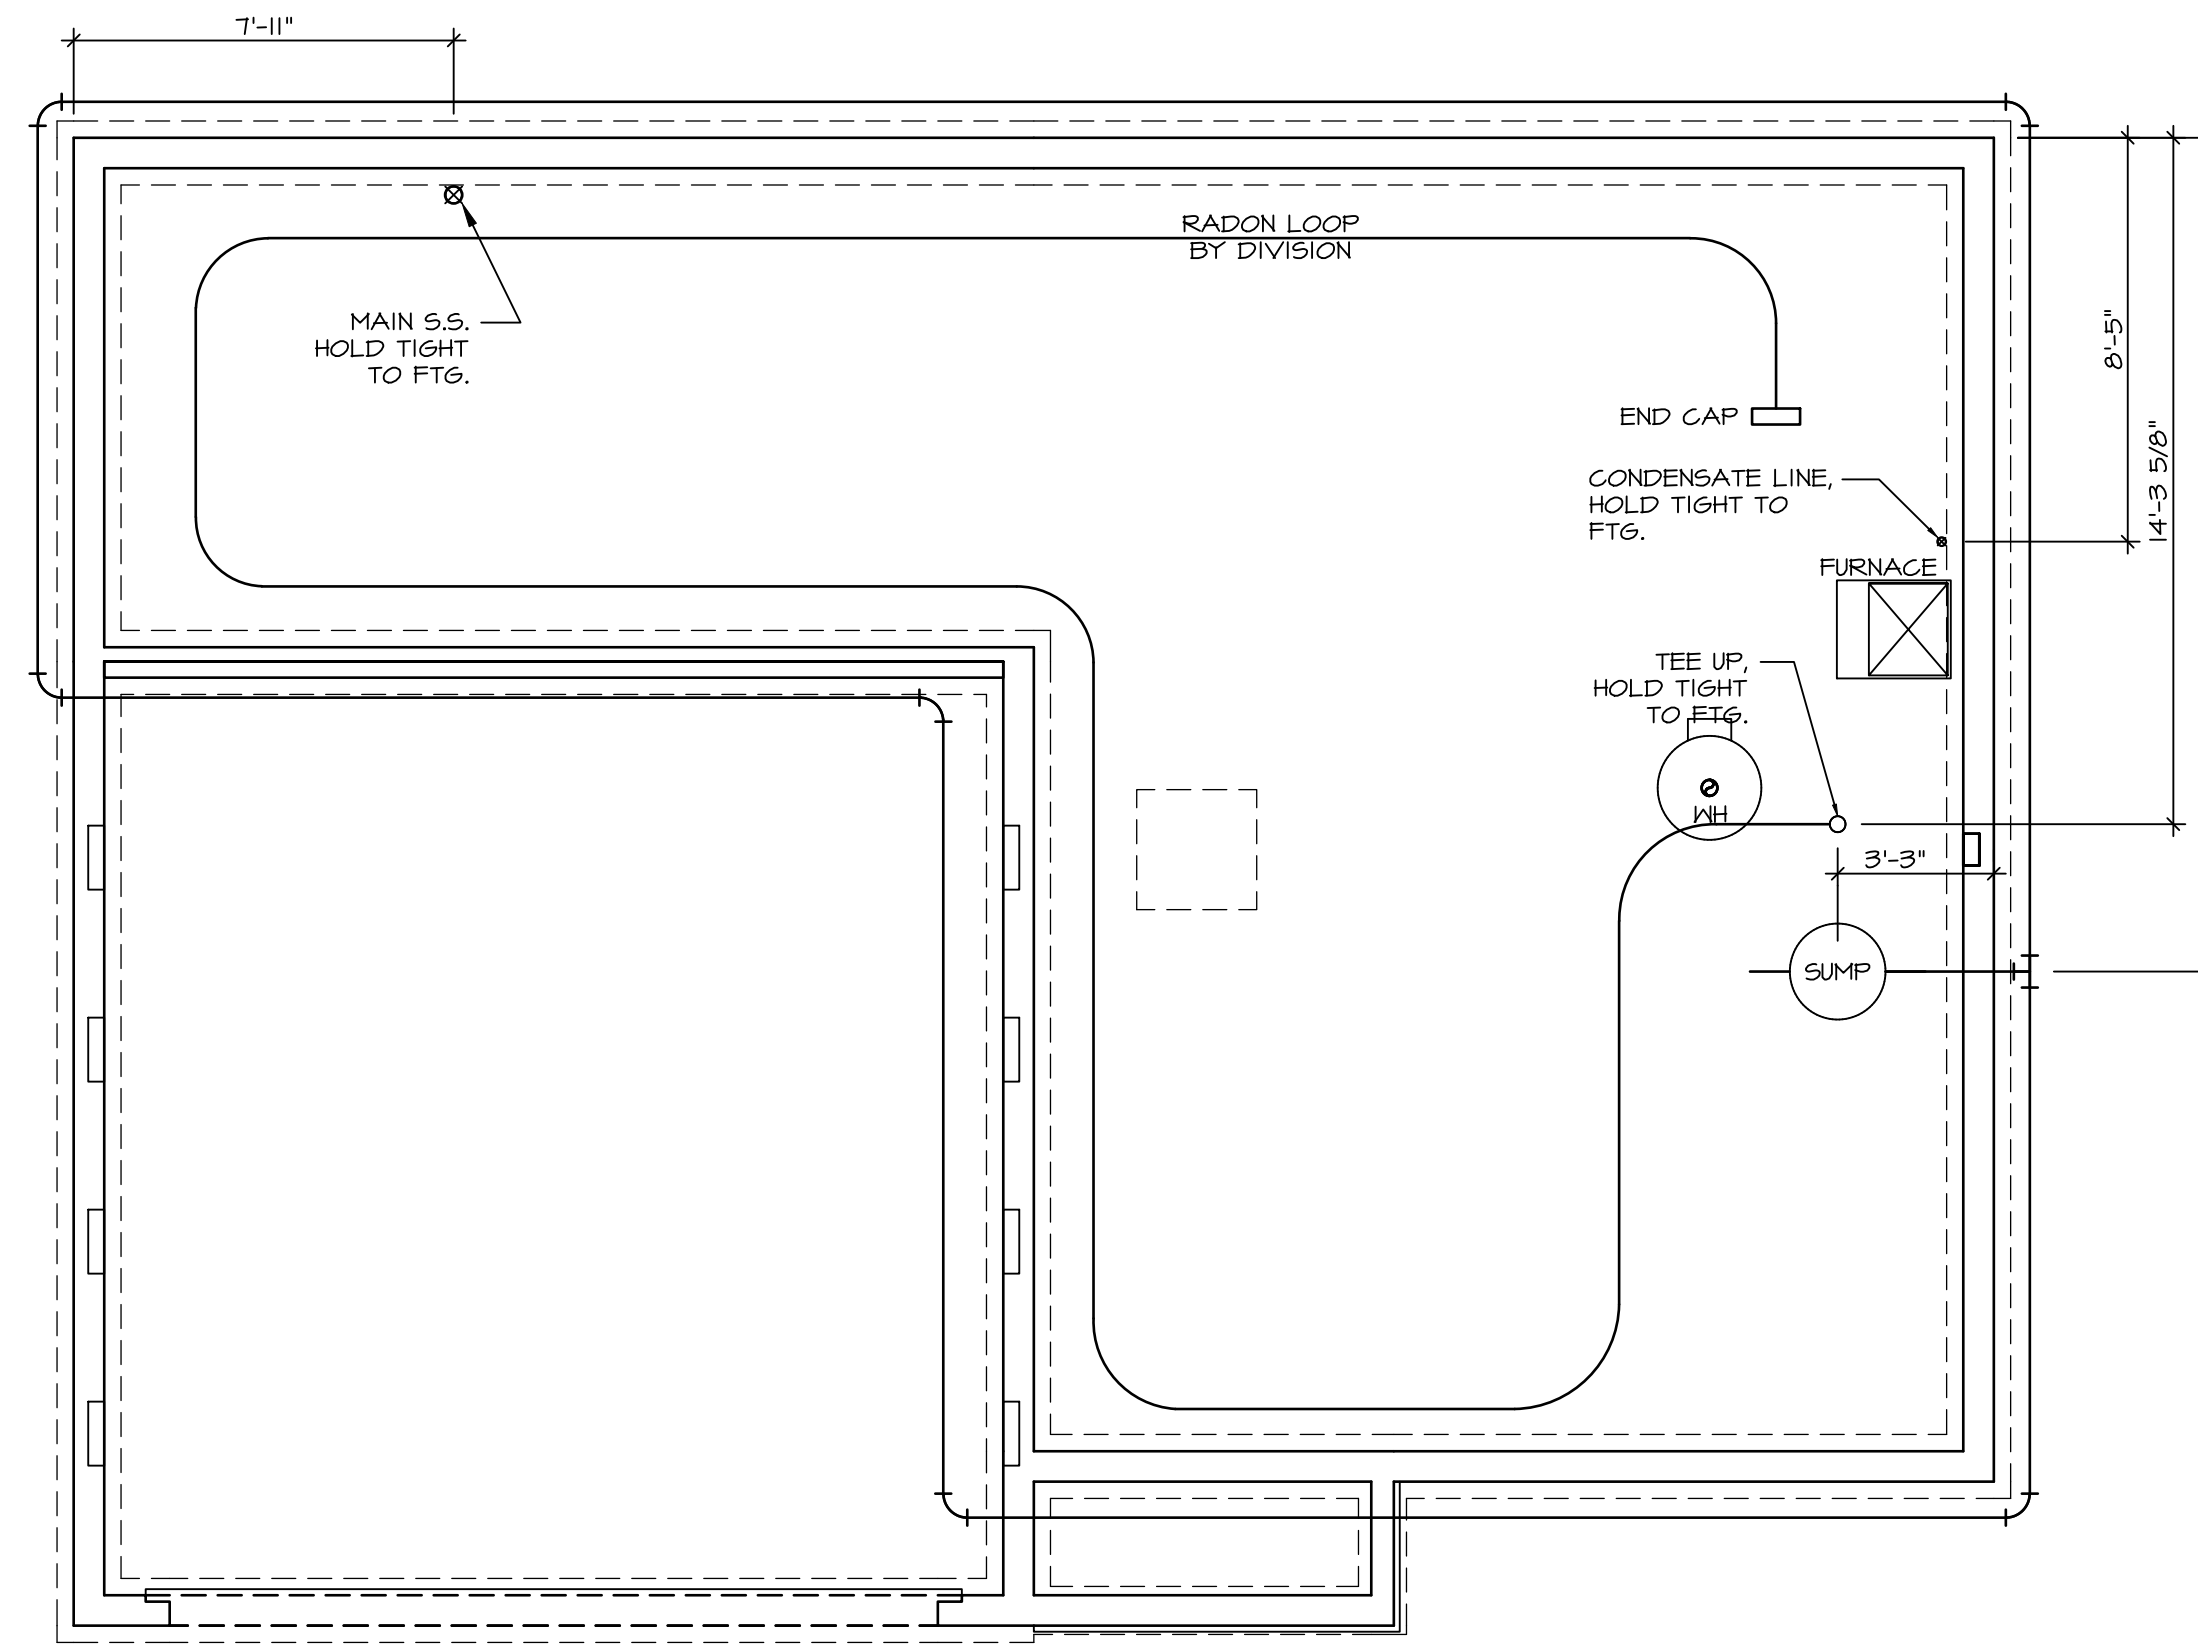 7'-11"
RADON LOOP
BY DIVISION
MAIN S.S.
HOLD TIGHT
TO FTG.
8'-5"
14'-3 5/8"
END CAP
CONDENSATE LINE,
HOLD TIGHT TO
FTG.
FURNACE
TEE UP,
HOLD TIGHT
TO FTG.
WH
3'-3"
SUMP